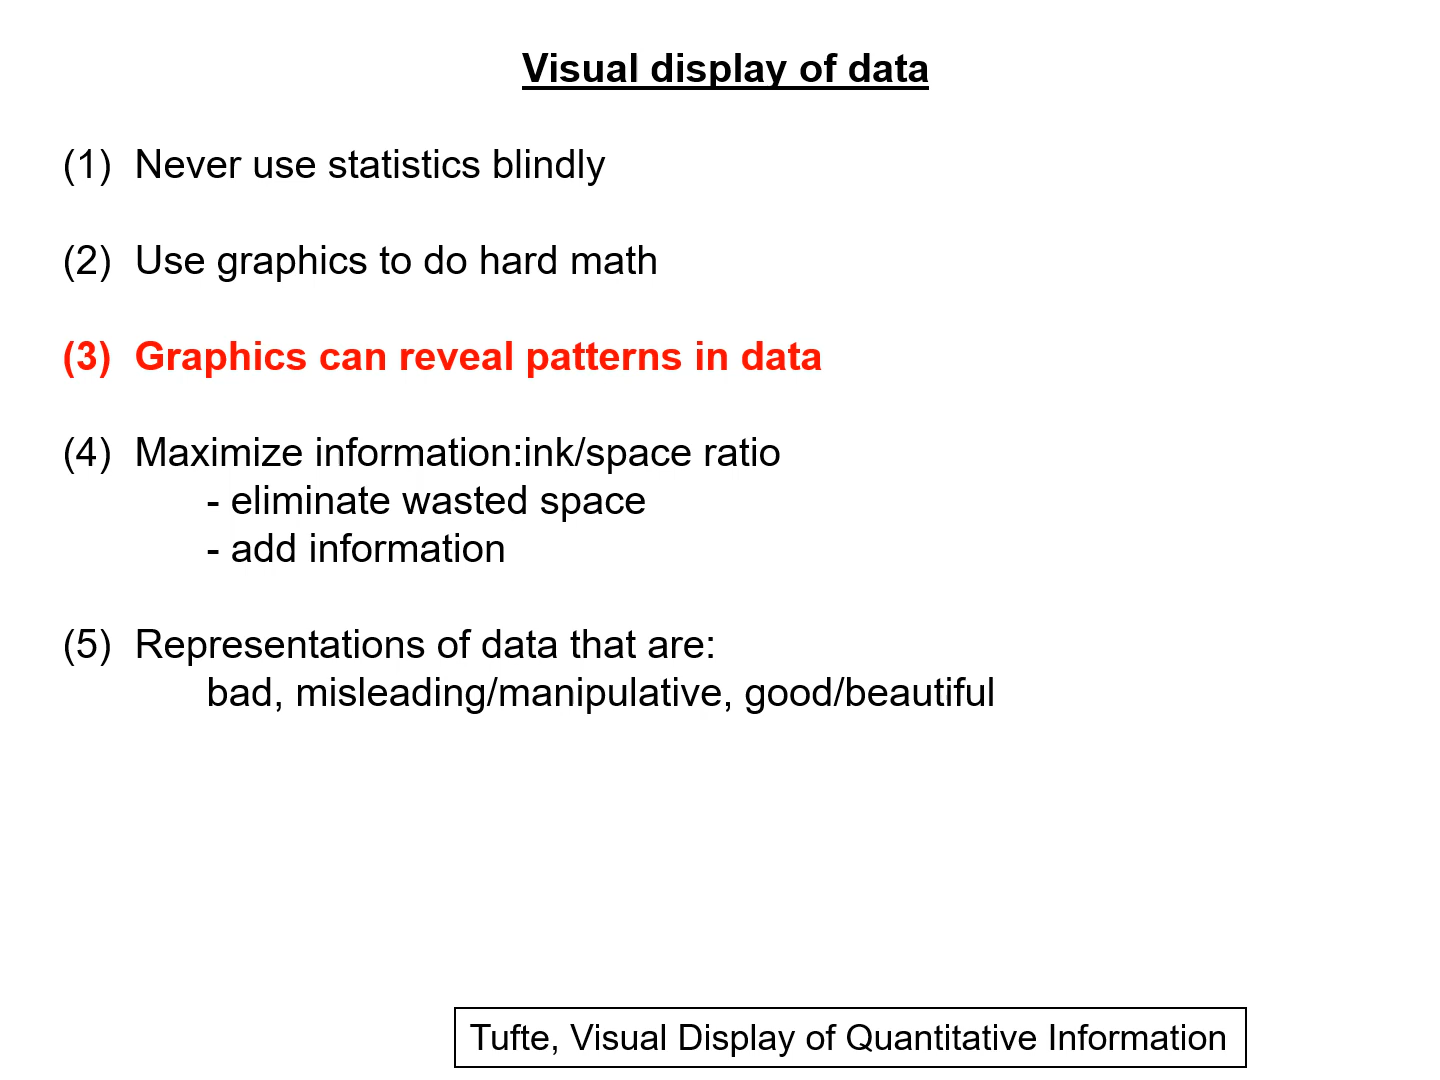 Visual display of data
(1) Never use statistics blindly
(2) Use graphics to do hard math
(3) Graphics can reveal patterns in data
(4) Maximize information:ink/space ratio
- eliminate wasted space
- add information
(5) Representations of data that are:
bad, misleading/manipulative, good/beautiful
Tufte, Visual Display of Quantitative Information